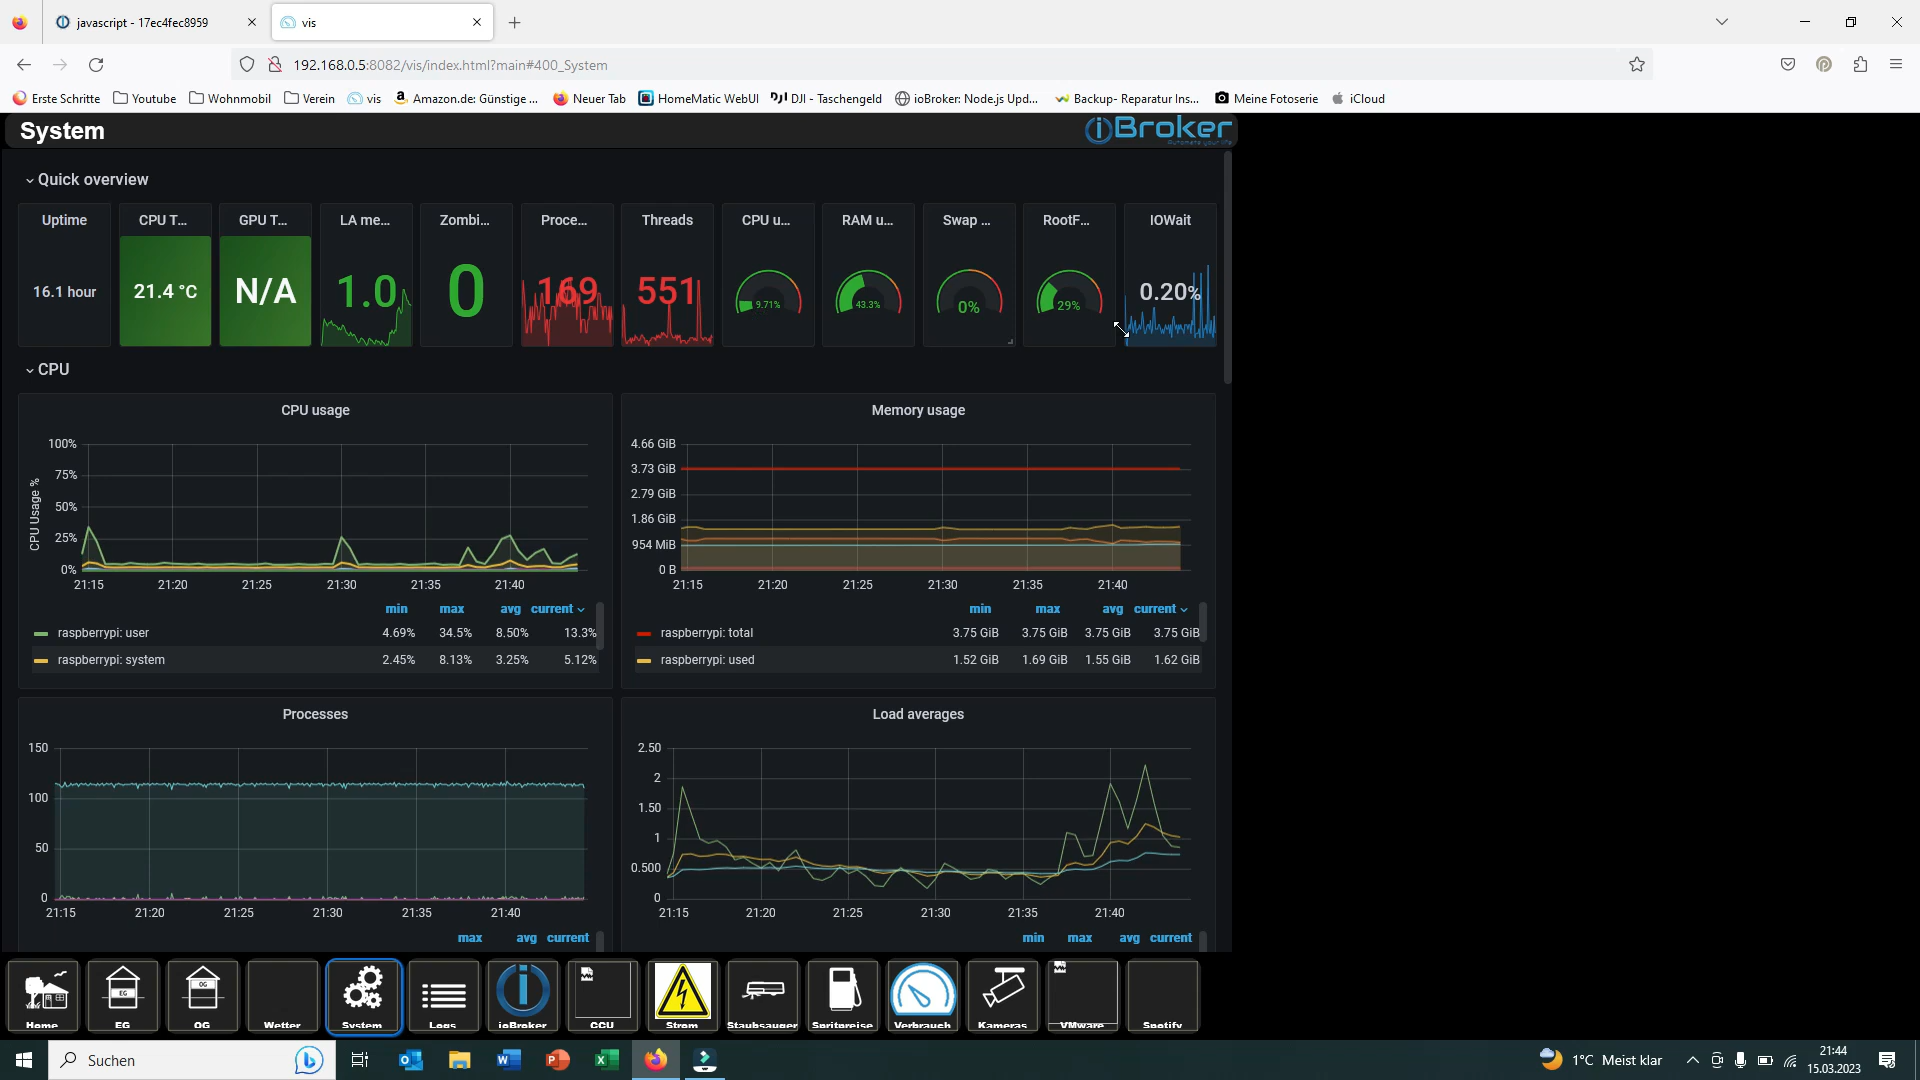 javascript - 17ec4fec8959
vis
192.168.0.5:8082/vis/index.html?main#400_System
Erste Schritte Youtube Wohnmobil Verein vis Amazon.de: Günstige ... Neuer Tab HomeMatic WebUI DJI - Taschengeld ioBroker: Node.js Upd... Backup- Reparatur Ins... Meine Fotoserie iCloud
System
ioBroker
Automate your life
Quick overview
Uptime CPU T... GPU T... LA me... Zombi... Proce... Threads CPU u... RAM u... Swap ... RootF... IOWait
16.1 hour 21.4 °C N/A 1.0 0 169 551 9.71% 43.3% 0% 29% 0.20%
CPU
CPU usage
CPU Usage %
100%
75%
50%
25%
0%
21:15 21:20 21:25 21:30 21:35 21:40
min max avg current
raspberrypi: user 4.69% 34.5% 8.50% 13.3%
raspberrypi: system 2.45% 8.13% 3.25% 5.12%
Memory usage
4.66 GiB
3.73 GiB
2.79 GiB
1.86 GiB
954 MiB
0 B
21:15 21:20 21:25 21:30 21:35 21:40
min max avg current
raspberrypi: total 3.75 GiB 3.75 GiB 3.75 GiB 3.75 GiB
raspberrypi: used 1.52 GiB 1.69 GiB 1.55 GiB 1.62 GiB
Processes
150
100
50
0
21:15 21:20 21:25 21:30 21:35 21:40
max avg current
Load averages
2.50
2
1.50
1
0.500
0
21:15 21:20 21:25 21:30 21:35 21:40
min max avg current
EG OG
Home EG OG Wetter System Logs ioBroker CCU Strom Staubsauger Spritpreise Verbrauch Kameras VMware Spotify
Suchen
1°C Meist klar
21:44
15.03.2023